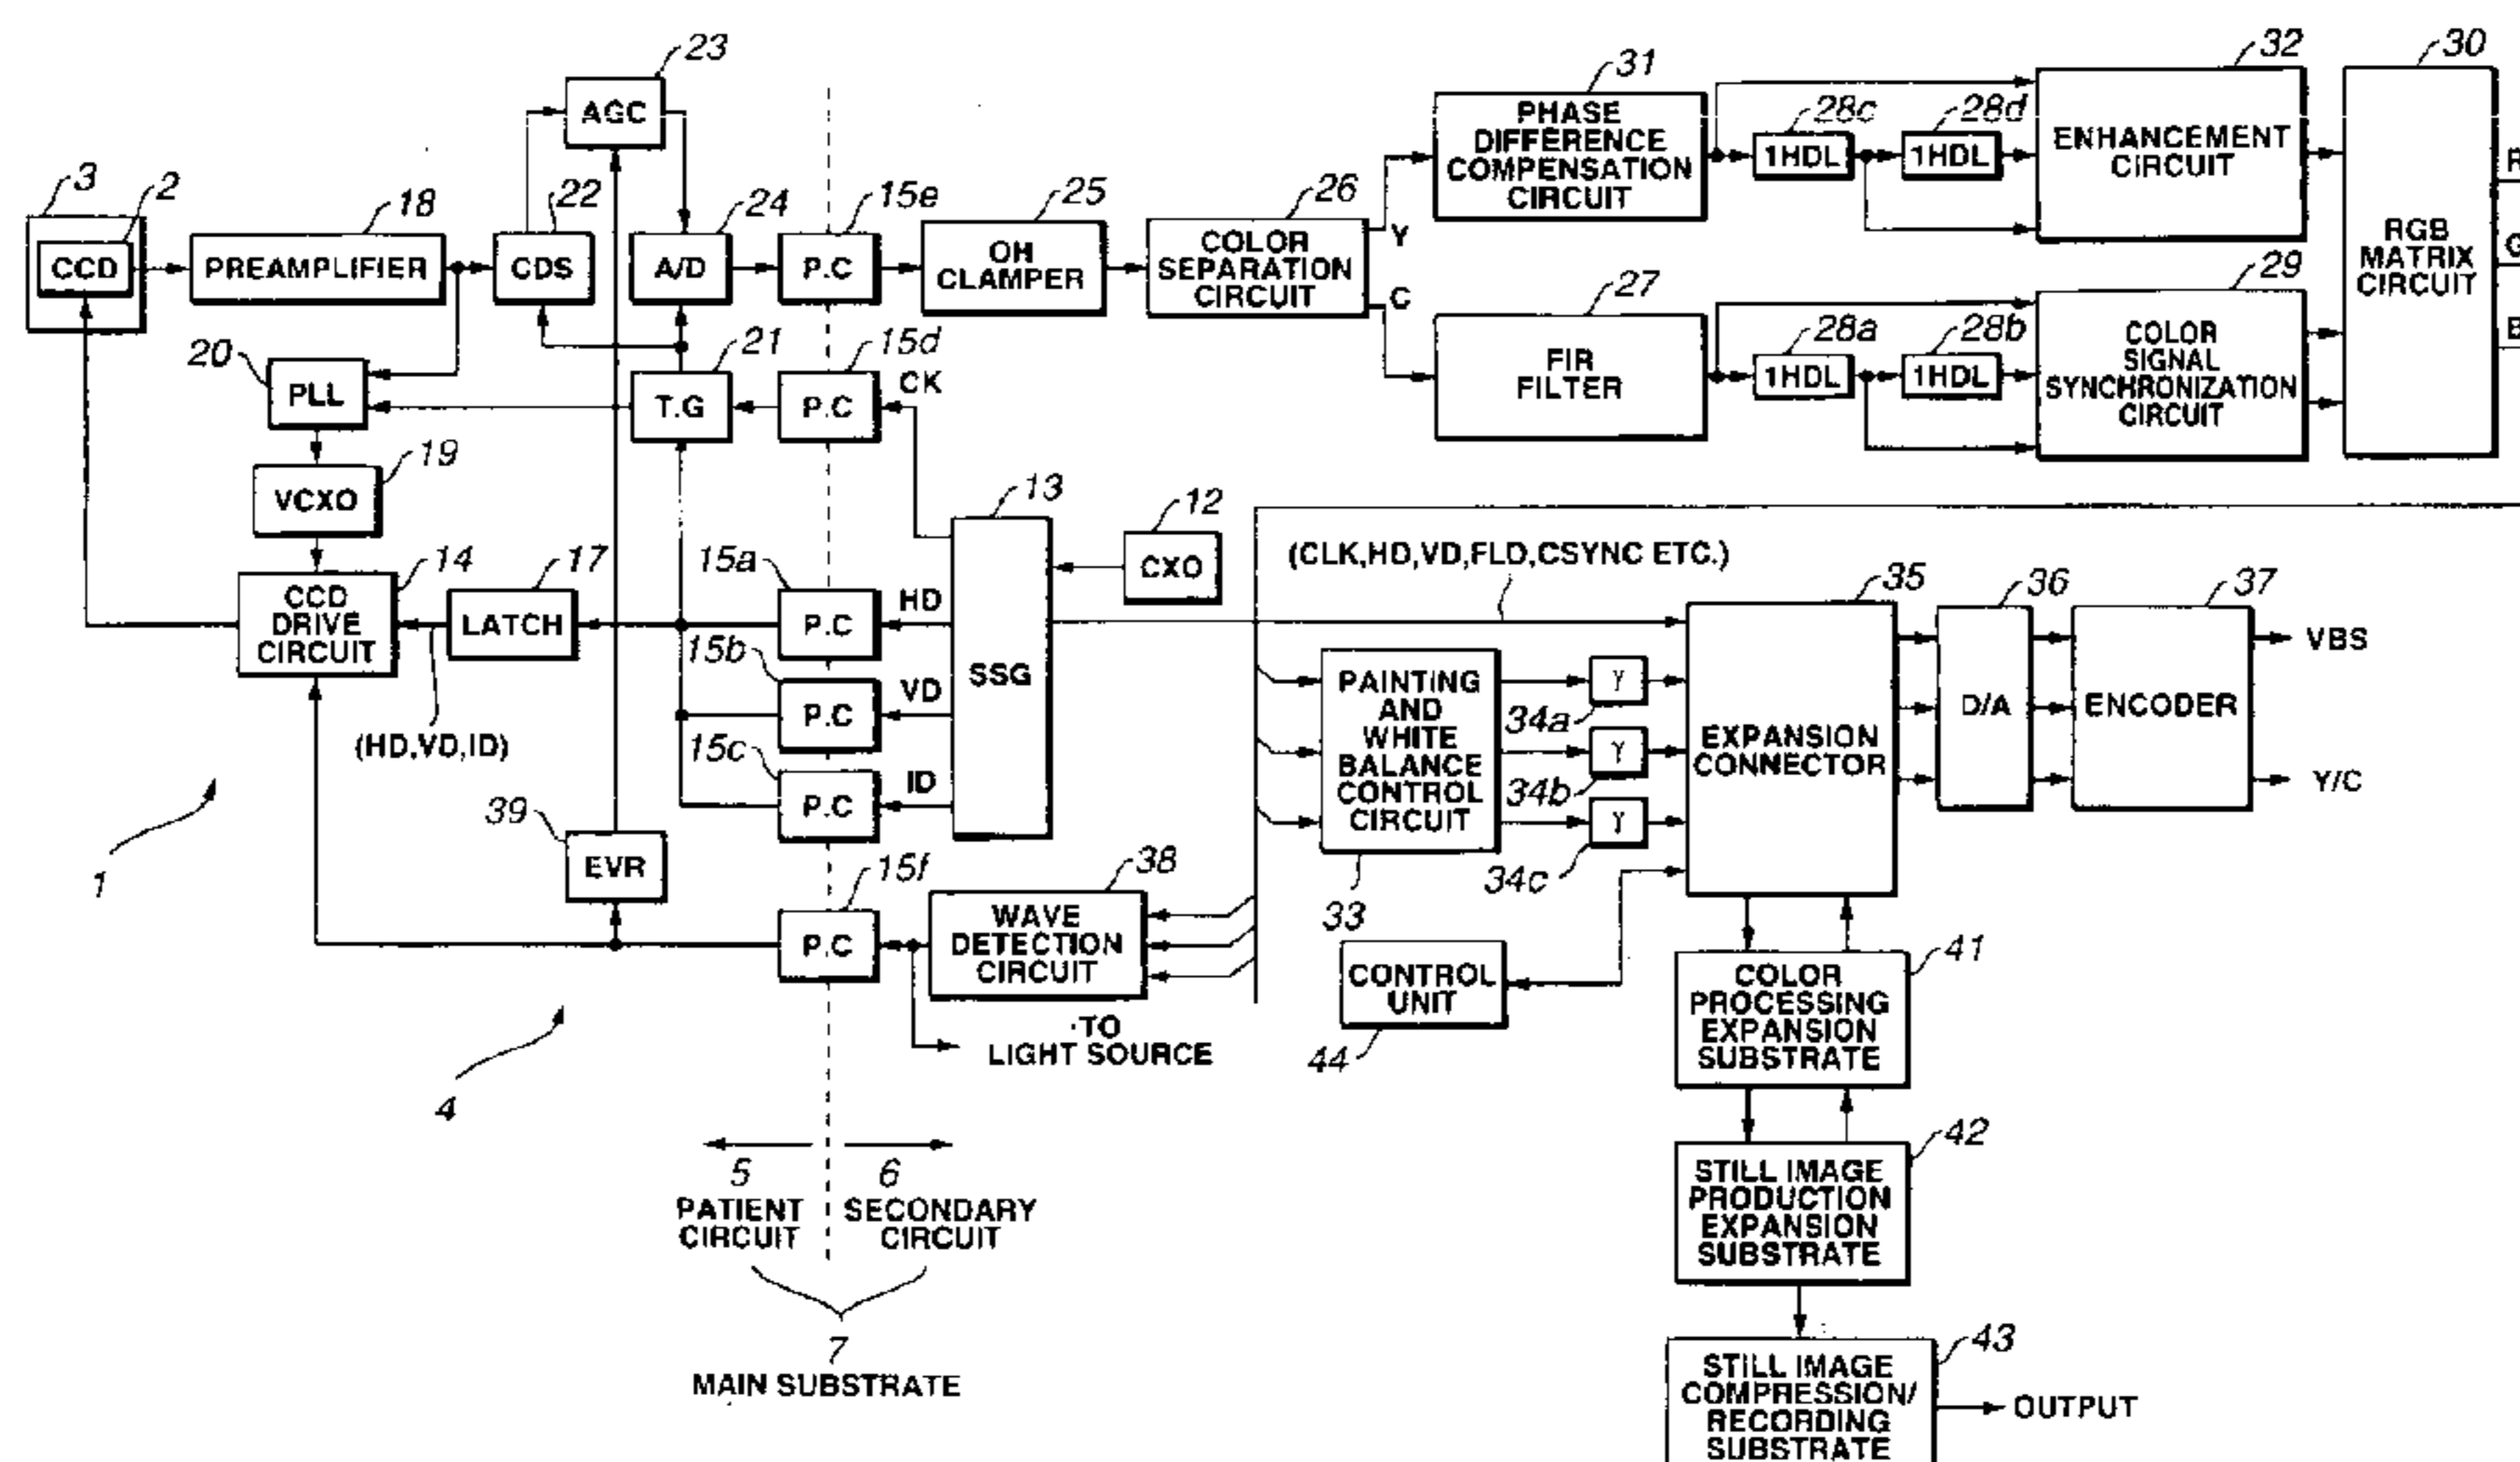 23
AGC
3
2
CCD
18
PREAMPLIFIER
22
CDS
24
A/D
15e
P.C
25
OH
CLAMPER
26
COLOR
SEPARATION
CIRCUIT
Y
C
31
PHASE
DIFFERENCE
COMPENSATION
CIRCUIT
28c
1HDL
28d
1HDL
32
ENHANCEMENT
CIRCUIT
30
RGB
MATRIX
CIRCUIT
R
G
B
27
FIR
FILTER
28a
1HDL
28b
1HDL
29
COLOR
SIGNAL
SYNCHRONIZATION
CIRCUIT
20
PLL
21
T.G
15d
P.C
CK
19
VCXO
14
CCD
DRIVE
CIRCUIT
17
LATCH
(HD,VD,ID)
15a
P.C
HD
15b
P.C
VD
15c
P.C
ID
13
SSG
12
CXO
(CLK,HD,VD,FLD,CSYNC ETC.)
PAINTING
AND
WHITE
BALANCE
CONTROL
CIRCUIT
33
γ
34a
γ
34b
γ
34c
35
EXPANSION
CONNECTOR
36
D/A
37
ENCODER
VBS
Y/C
1
39
EVR
15f
P.C
38
WAVE
DETECTION
CIRCUIT
TO
LIGHT SOURCE
CONTROL
UNIT
44
41
COLOR
PROCESSING
EXPANSION
SUBSTRATE
42
STILL IMAGE
PRODUCTION
EXPANSION
SUBSTRATE
43
STILL IMAGE
COMPRESSION/
RECORDING
SUBSTRATE
OUTPUT
4
5
PATIENT
CIRCUIT
6
SECONDARY
CIRCUIT
7
MAIN SUBSTRATE